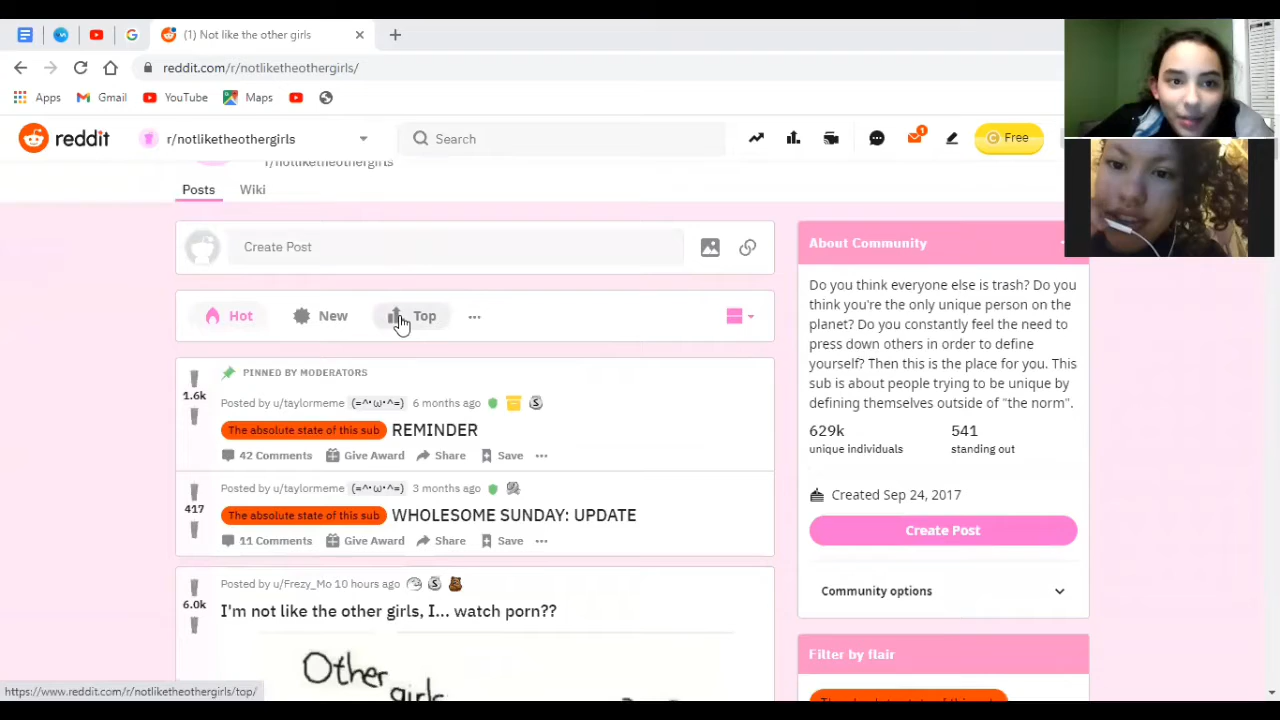 (1) Not like the other girls
reddit.com/r/notliketheothergirls/
Apps Gmail YouTube Maps
reddit r/notliketheothergirls Search 1 Free
r/notliketheothergirls
Posts Wiki
Create Post
Hot New Top
PINNED BY MODERATORS
1.6k
Posted by u/taylormeme (=^･ω･^=) 6 months ago
The absolute state of this sub REMINDER
42 Comments Give Award Share Save
Posted by u/taylormeme (=^･ω･^=) 3 months ago
417
The absolute state of this sub WHOLESOME SUNDAY: UPDATE
11 Comments Give Award Share Save
Posted by u/Frezy_Mo 10 hours ago
6.0k
I'm not like the other girls, I... watch porn??
Other
girls
About Community
Do you think everyone else is trash? Do you
think you're the only unique person on the
planet? Do you constantly feel the need to
press down others in order to define
yourself? Then this is the place for you. This
sub is about people trying to be unique by
defining themselves outside of "the norm".
629k 541
unique individuals standing out
Created Sep 24, 2017
Create Post
Community options
Filter by flair
https://www.reddit.com/r/notliketheothergirls/top/